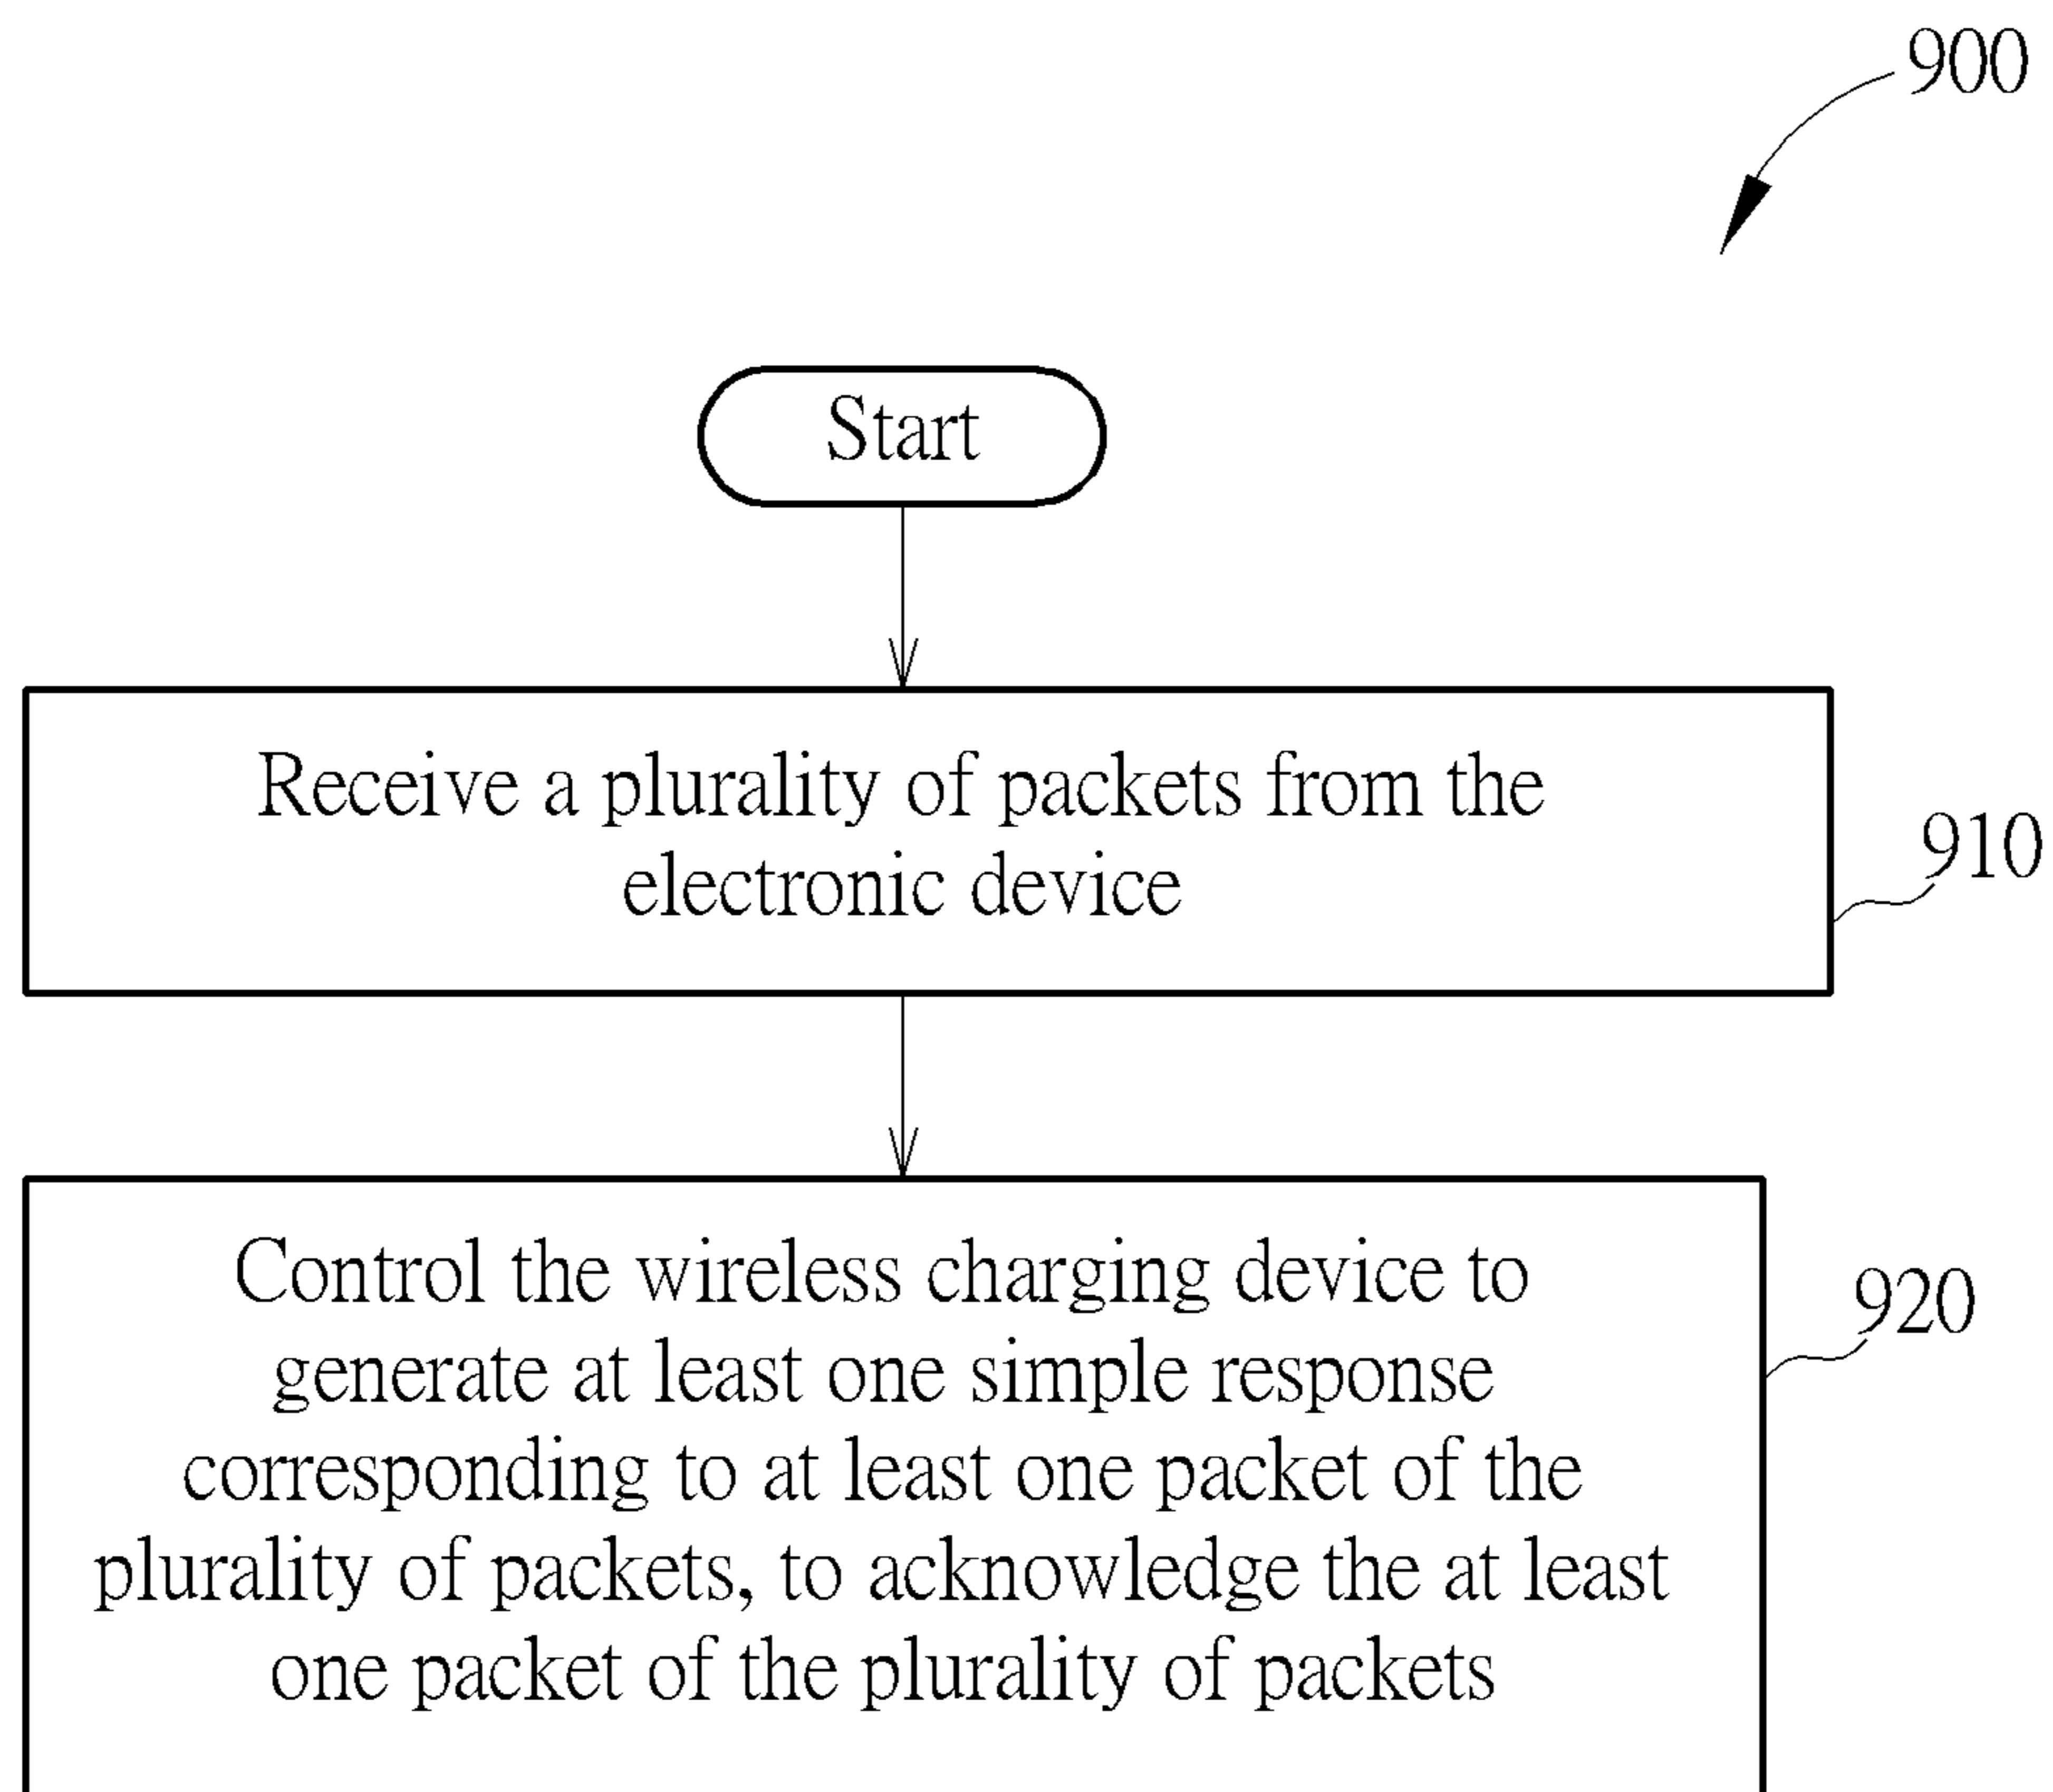 900
Start
Receive a plurality of packets from the
electronic device
910
Control the wireless charging device to
generate at least one simple response
corresponding to at least one packet of the
plurality of packets, to acknowledge the at least
one packet of the plurality of packets
920